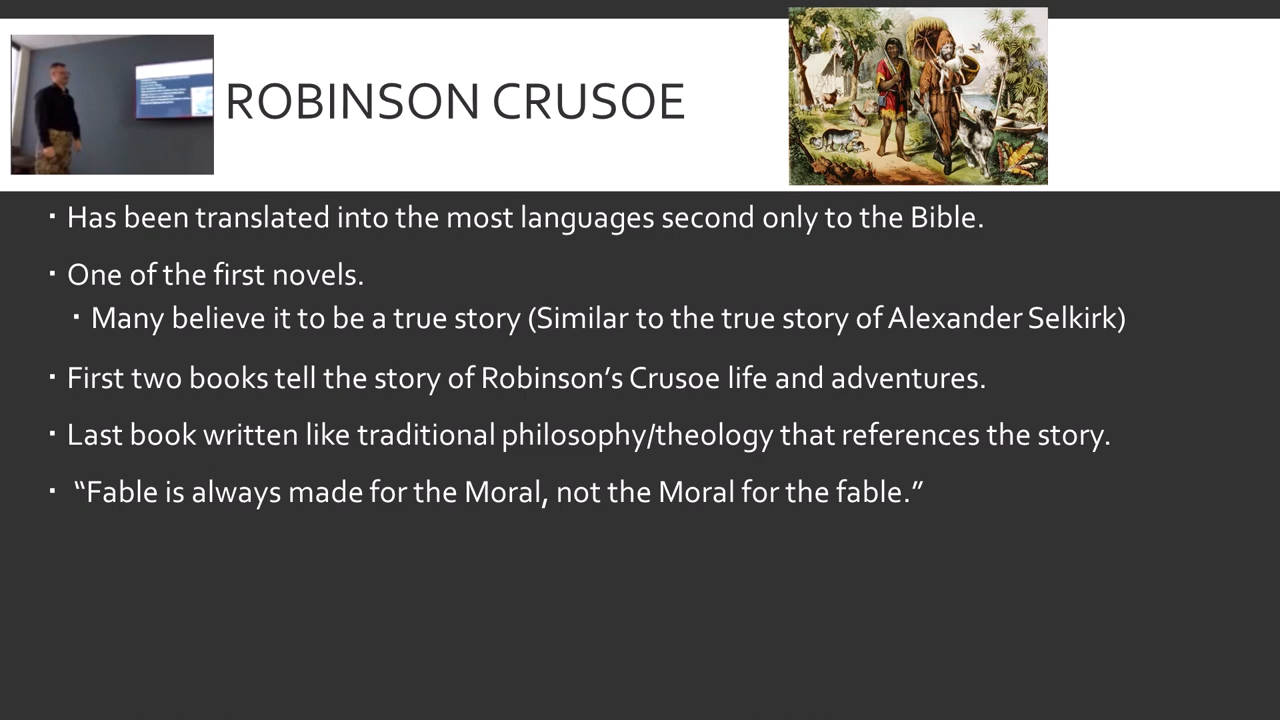 ROBINSON CRUSOE
▪ Has been translated into the most languages second only to the Bible.
▪ One of the first novels.
▪ Many believe it to be a true story (Similar to the true story of Alexander Selkirk)
▪ First two books tell the story of Robinson’s Crusoe life and adventures.
▪ Last book written like traditional philosophy/theology that references the story.
▪ “Fable is always made for the Moral, not the Moral for the fable.”